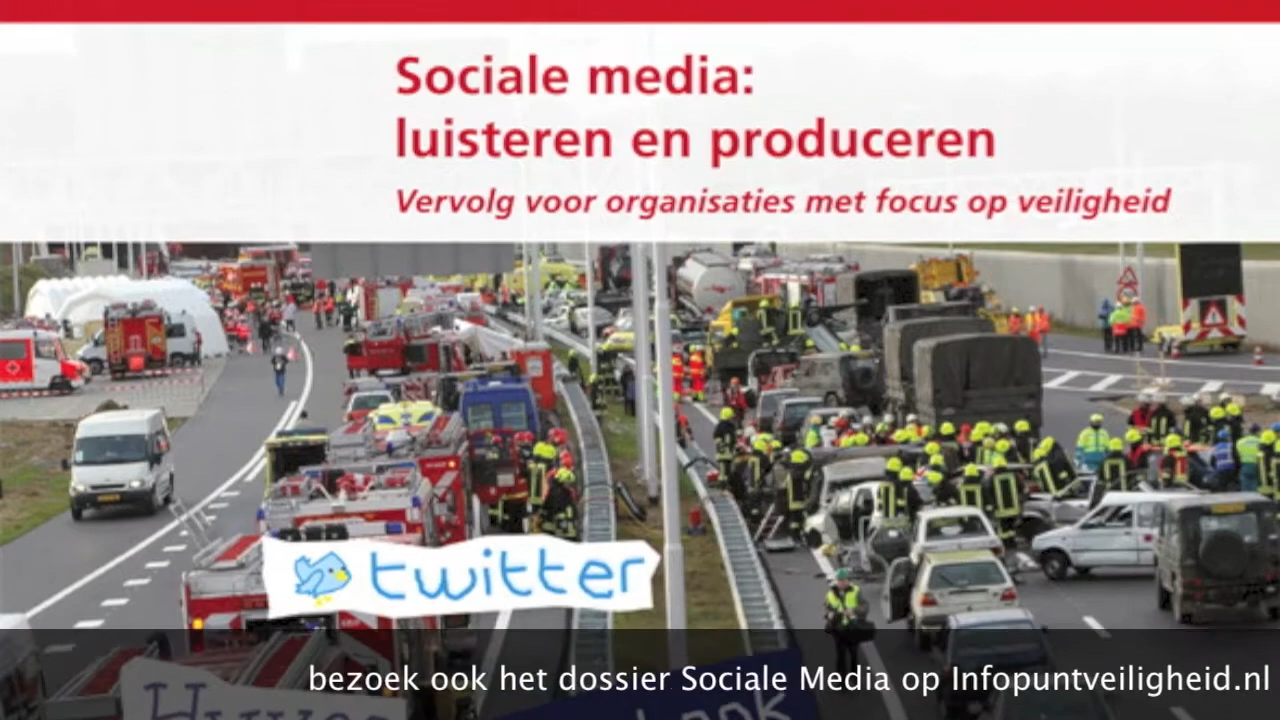 Sociale media:
luisteren en produceren
Vervolg voor organisaties met focus op veiligheid
twitter
bezoek ook het dossier Sociale Media op Infopuntveiligheid.nl